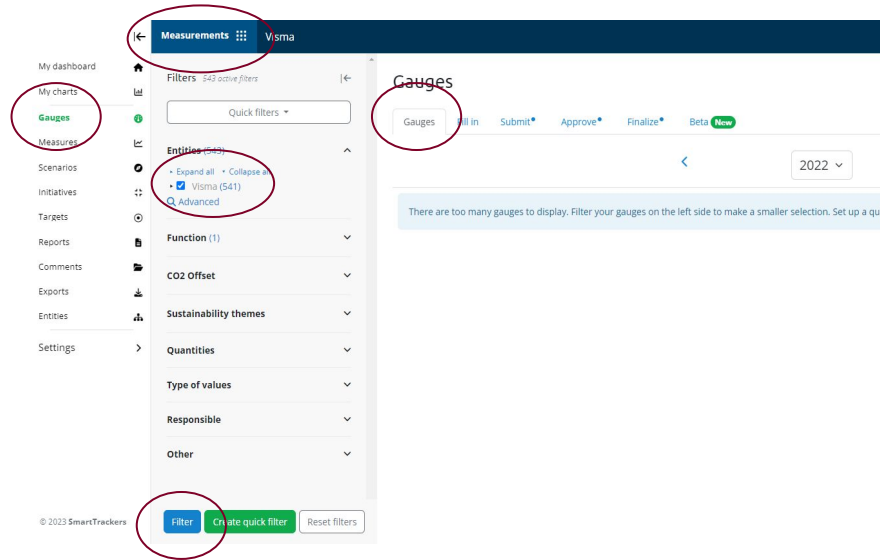 Measurements
Visma
My dashboard
My charts
Gauges
Measures
Scenarios
Initiatives
Targets
Reports
Comments
Exports
Entities
Settings
© 2023 SmartTrackers
Filters 543 active filters
Quick filters
Entities (543)
Expand all Collapse all
Visma (541)
Advanced
Function (1)
CO2 Offset
Sustainability themes
Quantities
Type of values
Responsible
Other
Filter
Create quick filter
Reset filters
Gauges
Gauges Fill in Submit Approve Finalize Beta New
2022
There are too many gauges to display. Filter your gauges on the left side to make a smaller selection. Set up a qu